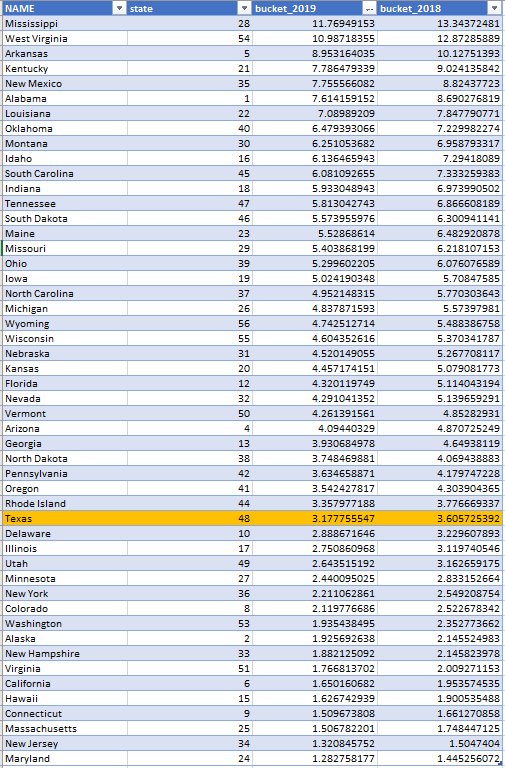 NAME state bucket_2019 bucket_2018
Mississippi 28 11.76949153 13.34372481
West Virginia 54 10.98718355 12.87285889
Arkansas 5 8.953164035 10.12751393
Kentucky 21 7.786479339 9.024135842
New Mexico 35 7.755566082 8.82437723
Alabama 1 7.614159152 8.690276819
Louisiana 22 7.08989209 7.847790771
Oklahoma 40 6.479393066 7.229982274
Montana 30 6.251053682 6.958793317
Idaho 16 6.136465943 7.29418089
South Carolina 45 6.081092655 7.333259383
Indiana 18 5.933048943 6.973990502
Tennessee 47 5.813042743 6.866608189
South Dakota 46 5.573955976 6.300941141
Maine 23 5.52868614 6.482920878
Missouri 29 5.403868199 6.218107153
Ohio 39 5.299602205 6.076076589
Iowa 19 5.024190348 5.70847585
North Carolina 37 4.952148315 5.770303643
Michigan 26 4.837871593 5.57397981
Wyoming 56 4.742512714 5.488386758
Wisconsin 55 4.604352616 5.370341787
Nebraska 31 4.520149055 5.267708117
Kansas 20 4.457174151 5.079081773
Florida 12 4.320119749 5.114043194
Nevada 32 4.291041352 5.139659291
Vermont 50 4.261391561 4.85282931
Arizona 4 4.09440329 4.870725249
Georgia 13 3.930684978 4.64938119
North Dakota 38 3.748469881 4.069438883
Pennsylvania 42 3.634658871 4.179747228
Oregon 41 3.542427817 4.303904365
Rhode Island 44 3.357977188 3.776669337
Texas 48 3.177755547 3.605725392
Delaware 10 2.888671646 3.229607893
Illinois 17 2.750860968 3.119740546
Utah 49 2.643515192 3.162659175
Minnesota 27 2.440095025 2.833152664
New York 36 2.211062861 2.549208754
Colorado 8 2.119776686 2.522678342
Washington 53 1.935438495 2.352773662
Alaska 2 1.925692638 2.145524983
New Hampshire 33 1.882125092 2.145823978
Virginia 51 1.766813702 2.009271153
California 6 1.650160682 1.953574535
Hawaii 15 1.626742939 1.900535488
Connecticut 9 1.509673808 1.661270858
Massachusetts 25 1.506782201 1.748447125
New Jersey 34 1.320845752 1.5047404
Maryland 24 1.282758177 1.445256072